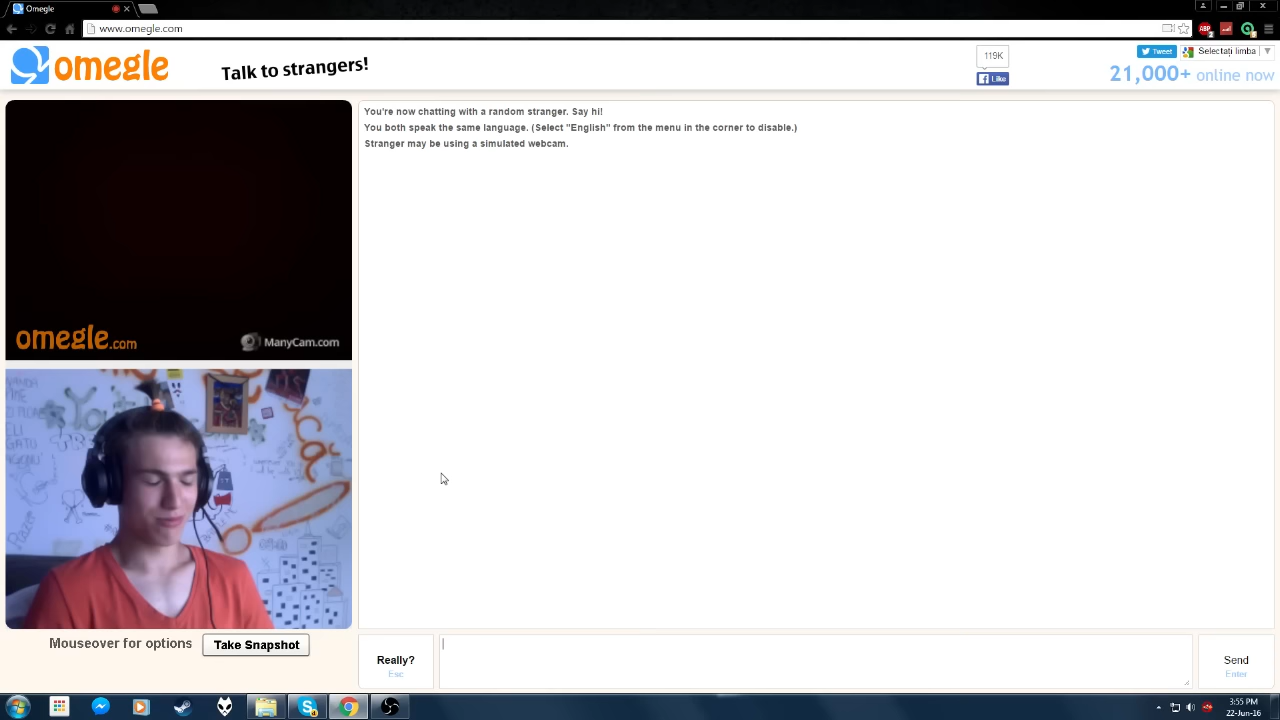 Omegle
www.omegle.com
omegle
Talk to strangers!
119K
Like
Tweet
Selectați limba
21,000+ online now
You're now chatting with a random stranger. Say hi!
You both speak the same language. (Select "English" from the menu in the corner to disable.)
Stranger may be using a simulated webcam.
omegle.com
ManyCam.com
Mouseover for options
Take Snapshot
Really?
Esc
Send
Enter
3:55 PM
22-Jun-16